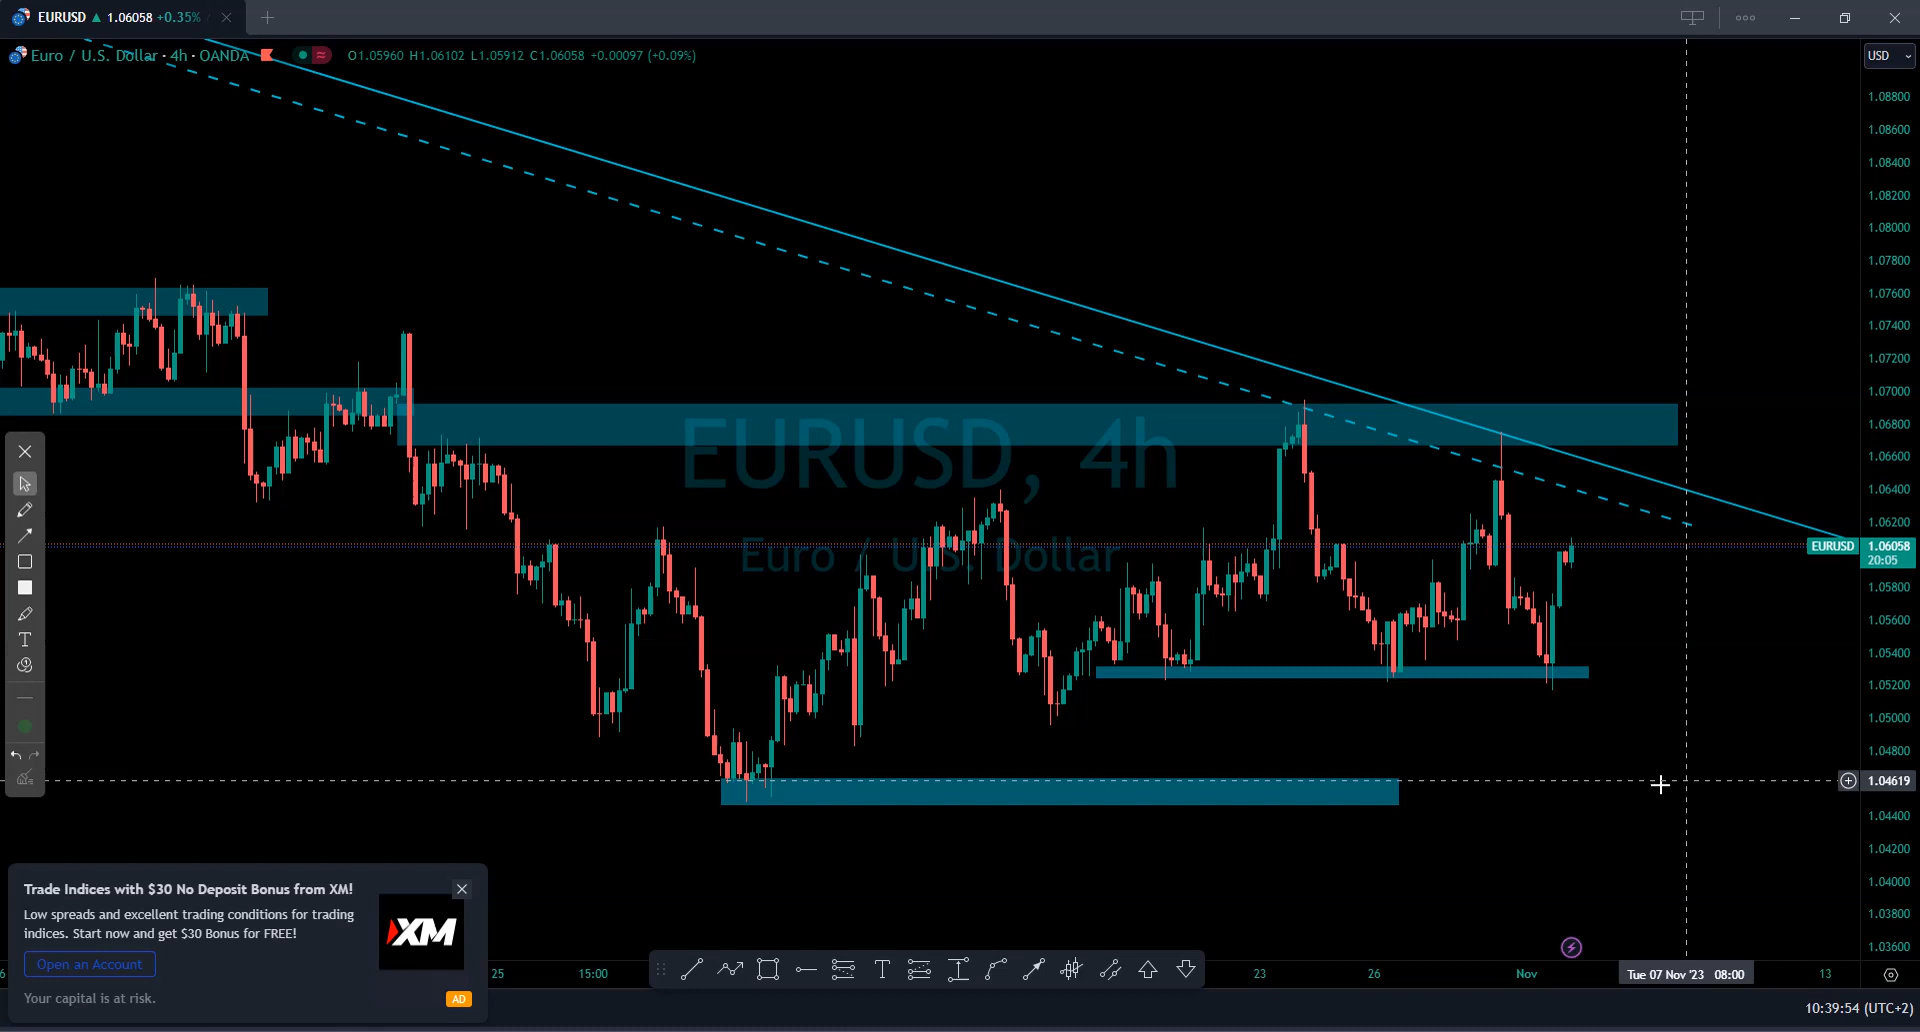 EURUSD ▲ 1.06058 +0.35% /
Euro / U.S. Dollar · 4h · OANDA
O1.05960 H1.06102 L1.05912 C1.06058 +0.00097 (+0.09%)
USD
1.08800
1.08600
1.08400
1.08200
1.08000
1.07800
1.07600
1.07400
1.07200
1.07000
1.06800
1.06600
1.06400
1.06200
EURUSD 1.06058
20:05
1.05800
1.05600
1.05400
1.05200
1.05000
1.04800
1.04619
1.04400
1.04200
1.04000
1.03800
1.03600
EURUSD, 4h
Euro / U.S. Dollar
Trade Indices with $30 No Deposit Bonus from XM!
Low spreads and excellent trading conditions for trading
indices. Start now and get $30 Bonus for FREE!
Open an Account
Your capital is at risk.
AD
XM
6 25 15:00 23 26 Nov Tue 07 Nov '23 08:00 13
10:39:54 (UTC+2)